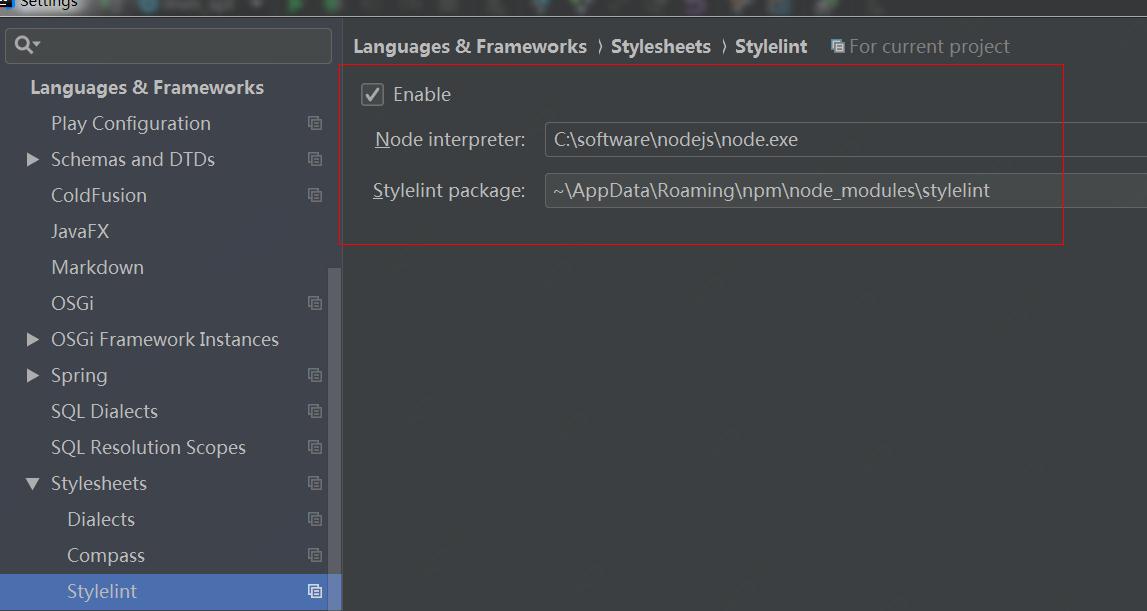 Settings
Languages & Frameworks › Stylesheets › Stylelint For current project
Languages & Frameworks
Play Configuration
Schemas and DTDs
ColdFusion
JavaFX
Markdown
OSGi
OSGi Framework Instances
Spring
SQL Dialects
SQL Resolution Scopes
Stylesheets
Dialects
Compass
Stylelint
Enable
Node interpreter: C:\software\nodejs\node.exe
Stylelint package: ~\AppData\Roaming\npm\node_modules\stylelint